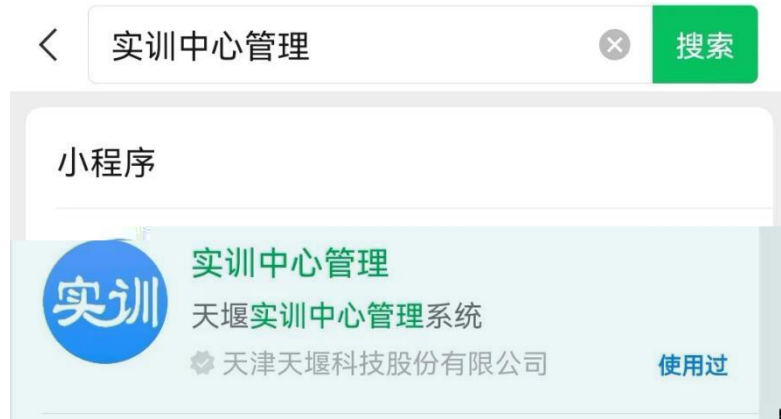 实训中心管理 搜索
小程序
实训
实训中心管理
天堰实训中心管理系统
天津天堰科技股份有限公司 使用过